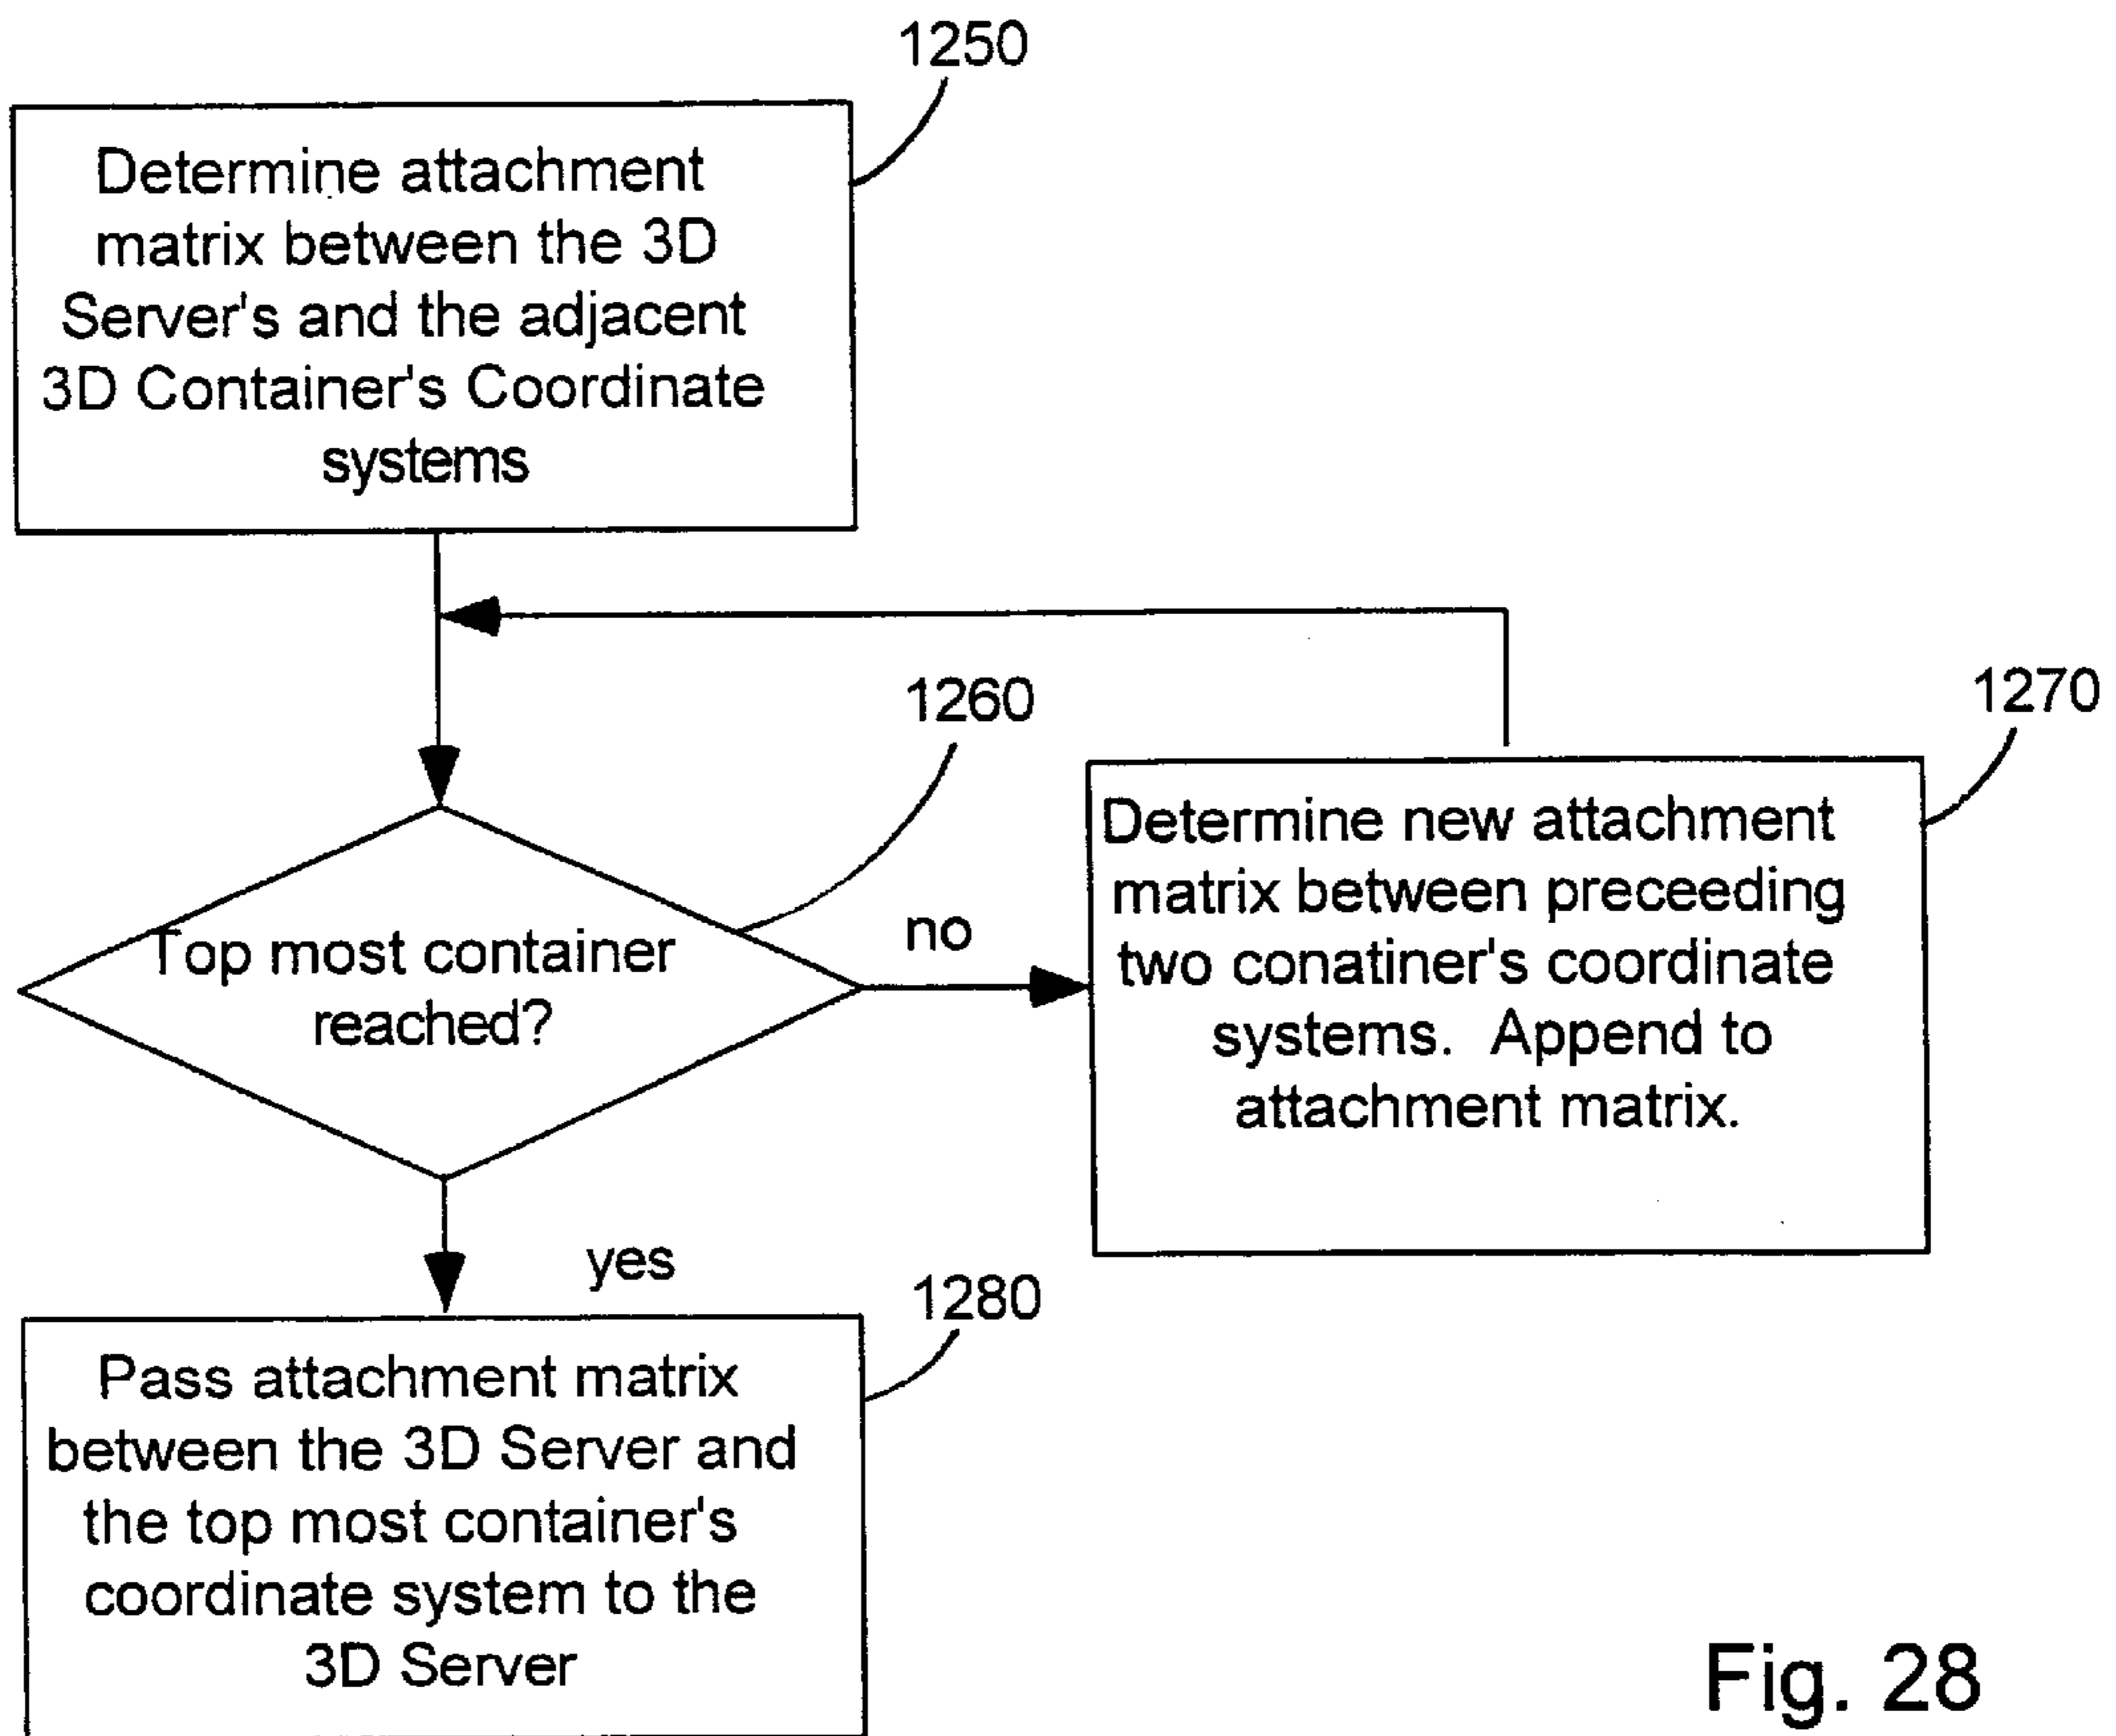 1250
Determine attachment
matrix between the 3D
Server's and the adjacent
3D Container's Coordinate
systems
1260
Top most container
reached?
no
1270
Determine new attachment
matrix between preceeding
two conatiner's coordinate
systems. Append to
attachment matrix.
yes
1280
Pass attachment matrix
between the 3D Server and
the top most container's
coordinate system to the
3D Server
Fig. 28